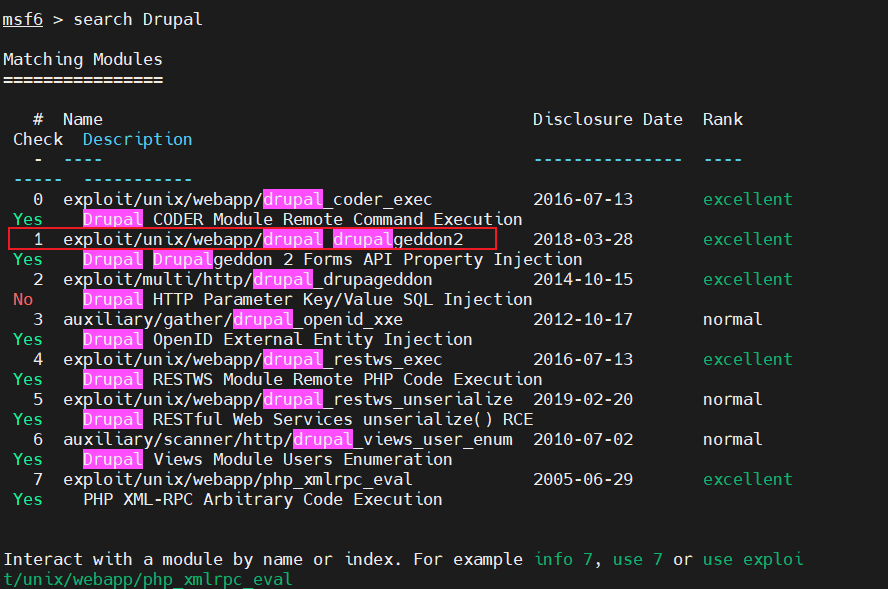 msf6 > search Drupal
Matching Modules
================
# Name Disclosure Date Rank
Check Description
- ---- --------------- ----
----- -----------
0 exploit/unix/webapp/drupal_coder_exec 2016-07-13 excellent
Yes Drupal CODER Module Remote Command Execution
1 exploit/unix/webapp/drupal_drupalgeddon2 2018-03-28 excellent
Yes Drupal Drupalgeddon 2 Forms API Property Injection
2 exploit/multi/http/drupal_drupageddon 2014-10-15 excellent
No Drupal HTTP Parameter Key/Value SQL Injection
3 auxiliary/gather/drupal_openid_xxe 2012-10-17 normal
Yes Drupal OpenID External Entity Injection
4 exploit/unix/webapp/drupal_restws_exec 2016-07-13 excellent
Yes Drupal RESTWS Module Remote PHP Code Execution
5 exploit/unix/webapp/drupal_restws_unserialize 2019-02-20 normal
Yes Drupal RESTful Web Services unserialize() RCE
6 auxiliary/scanner/http/drupal_views_user_enum 2010-07-02 normal
Yes Drupal Views Module Users Enumeration
7 exploit/unix/webapp/php_xmlrpc_eval 2005-06-29 excellent
Yes PHP XML-RPC Arbitrary Code Execution
Interact with a module by name or index. For example info 7, use 7 or use exploi
t/unix/webapp/php_xmlrpc_eval